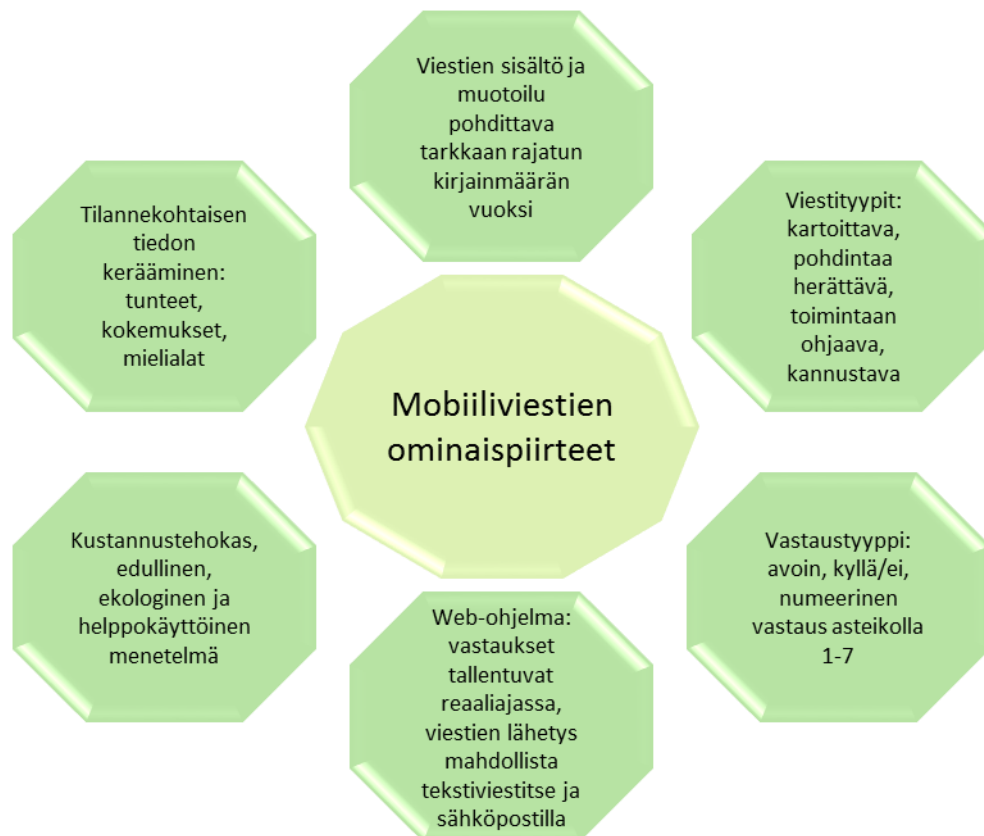 Viestien sisältö ja
muotoilu
pohdittava
tarkkaan rajatun
kirjainmäärän
vuoksi
Tilannekohtaisen
tiedon
kerääminen:
tunteet,
kokemukset,
mielialat
Viestityypit:
kartoittava,
pohdintaa
herättävä,
toimintaan
ohjaava,
kannustava
Mobiiliviestien
ominaispiirteet
Kustannustehokas,
edullinen,
ekologinen ja
helppokäyttöinen
menetelmä
Vastaustyyppi:
avoin, kyllä/ei,
numeerinen
vastaus asteikolla
1-7
Web-ohjelma:
vastaukset
tallentuvat
reaaliajassa,
viestien lähetys
mahdollista
tekstiviestitse ja
sähköpostilla